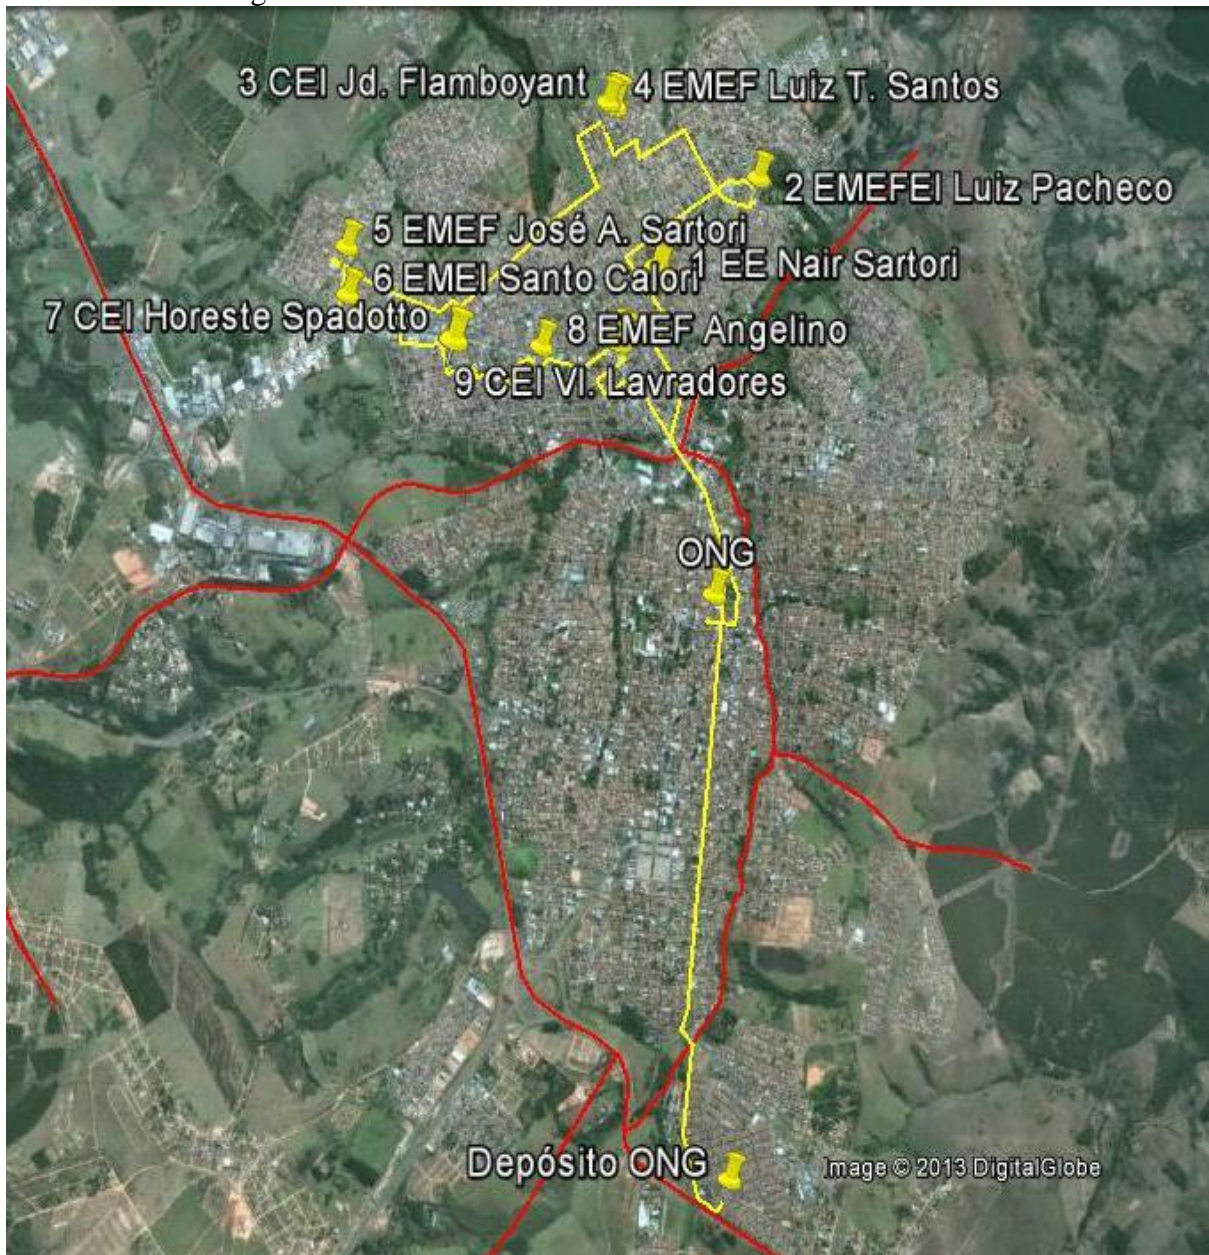 3 CEI Jd. Flamboyant
4 EMEF Luiz T. Santos
2 EMEFEI Luiz Pacheco
5 EMEF José A. Sartori
1 EE Nair Sartori
6 EMEI Santo Calori
7 CEI Horeste Spadotto
8 EMEF Angelino
9 CEI Vl. Lavradores
ONG
Depósito ONG
Image © 2013 DigitalGlobe